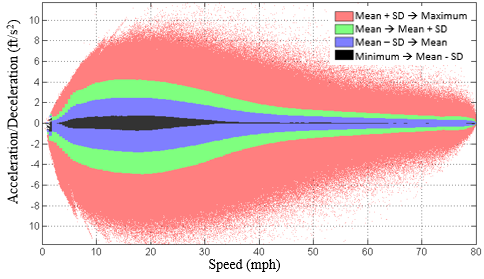 Mean + SD → Maximum
Mean → Mean + SD
Mean – SD → Mean
Minimum → Mean - SD
Acceleration/Deceleration (ft/s²)
10
8
6
4
2
0
-2
-4
-6
-8
10
0 10 20 30 40 50 60 70 80
Speed (mph)